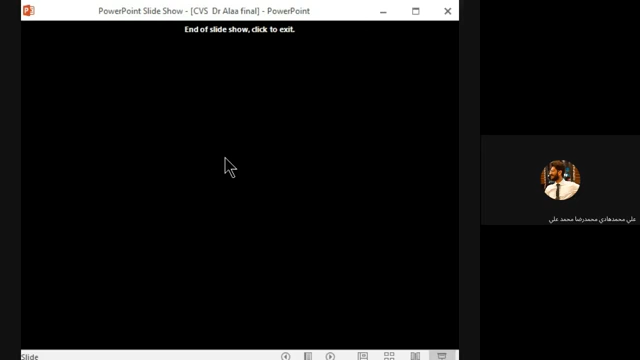 PowerPoint Slide Show - [CVS Dr Alaa final] - PowerPoint
End of slide show, click to exit.
علي محمدهادي محمدرضا محمد علي
Slide